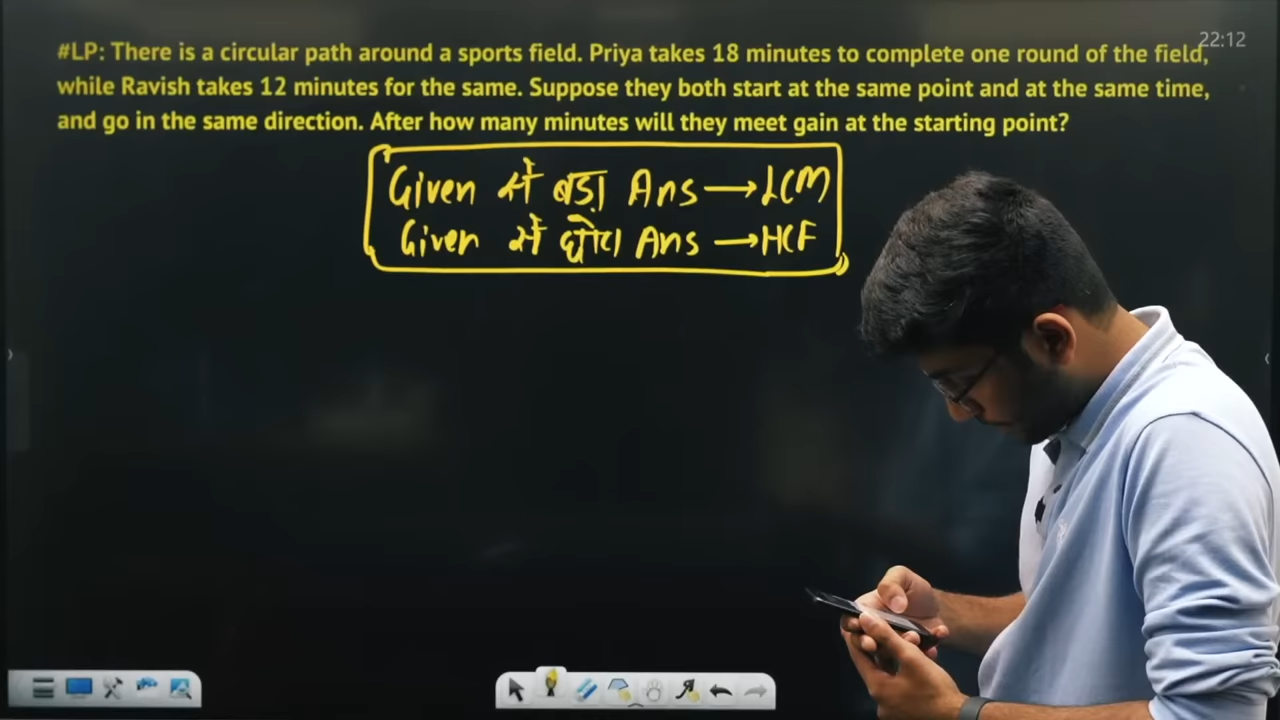 22:12
#LP: There is a circular path around a sports field. Priya takes 18 minutes to complete one round of the field,
while Ravish takes 12 minutes for the same. Suppose they both start at the same point and at the same time,
and go in the same direction. After how many minutes will they meet gain at the starting point?
Given से बड़ा Ans → LCM
Given से छोटा Ans → HCF